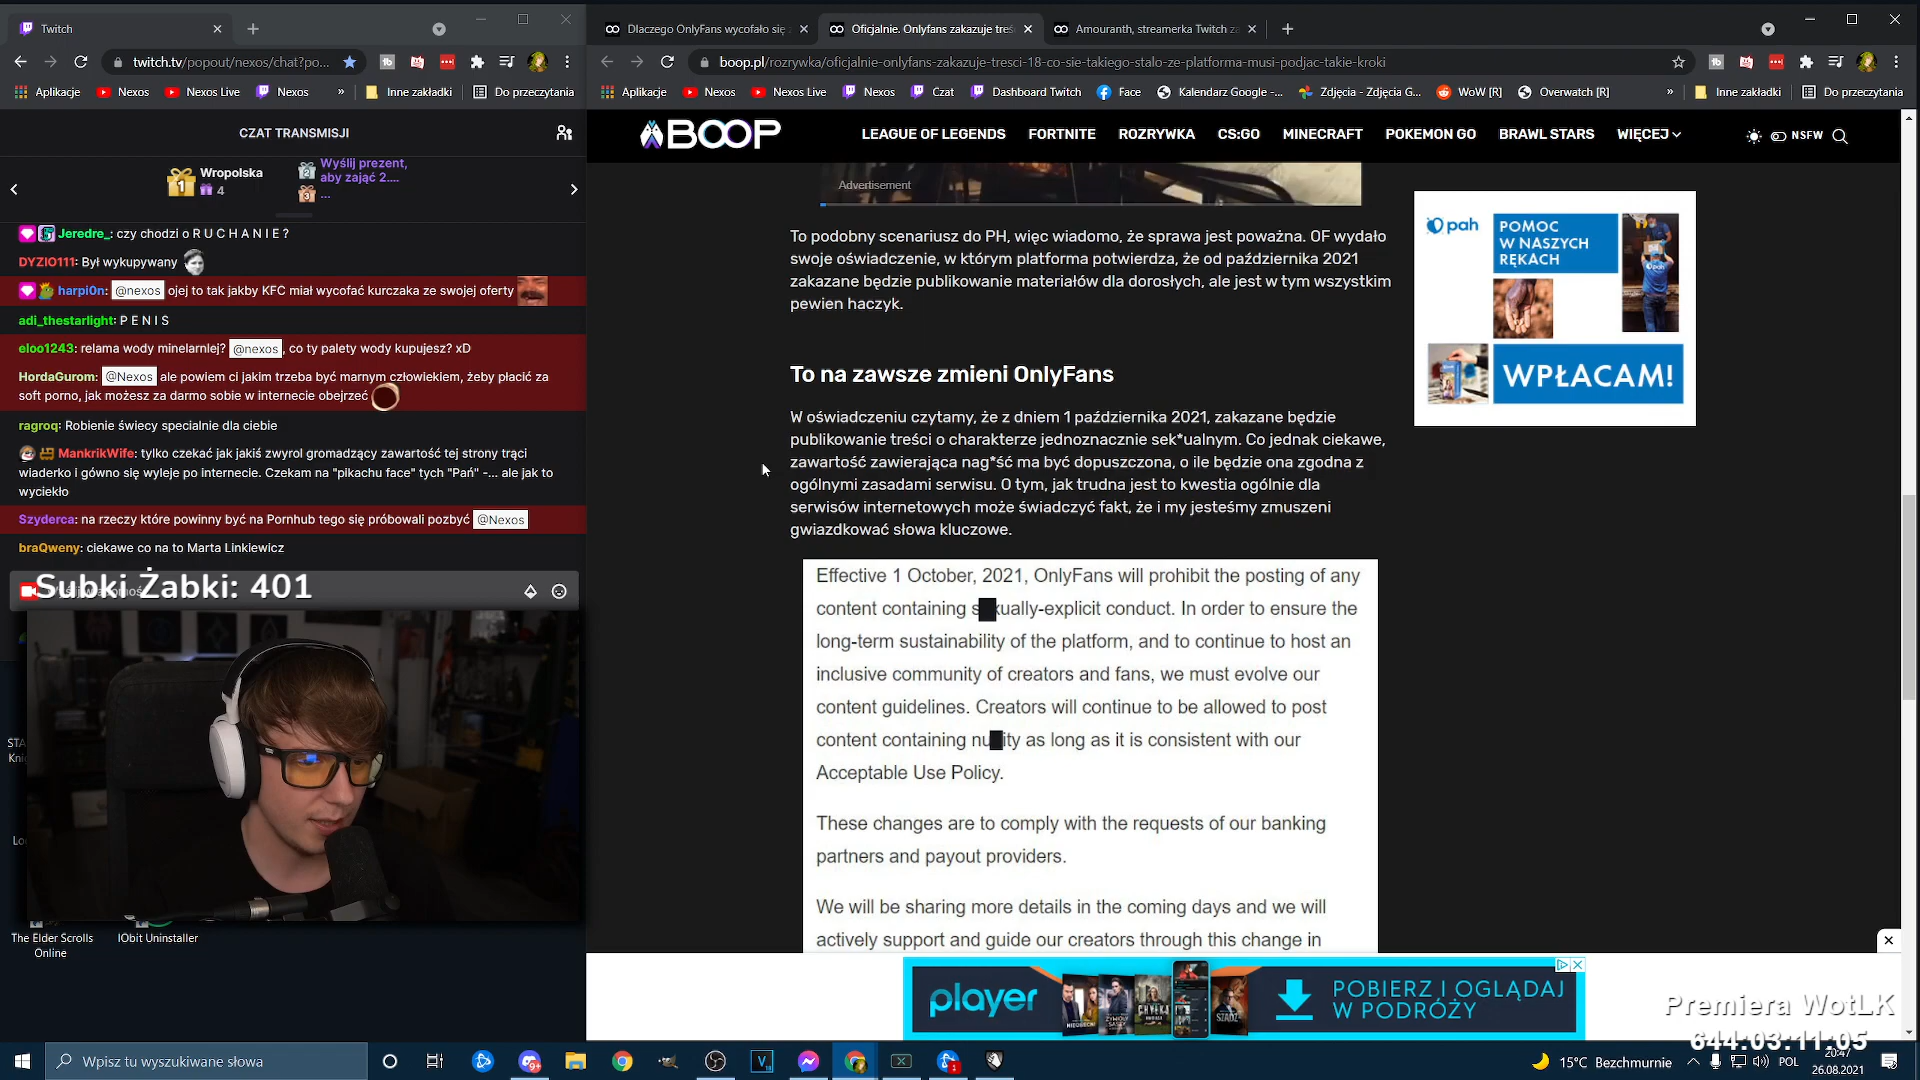 Twitch
twitch.tv/popout/nexos/chat?po...
Aplikacje
Nexos
Nexos Live
Nexos
»
Inne zakładki
Do przeczytania
CZAT TRANSMISJI
1
Wropolska
4
2
3
Wyślij prezent,
aby zająć 2....
...
Jeredre_: czy chodzi o R U C H A N I E ?
DYZIO111: Był wykupywany
harpi0n: @nexos ojej to tak jakby KFC miał wycofać kurczaka ze swojej oferty
adi_thestarlight: P E N I S
eloo1243: relama wody minelarnlej? @nexos, co ty palety wody kupujesz? xD
HordaGurom: @Nexos ale powiem ci jakim trzeba być marnym człowiekiem, żeby płacić za
soft porno, jak możesz za darmo sobie w internecie obejrzeć
ragroq: Robienie świecy specialnie dla ciebie
MankrikWife: tylko czekać jak jakiś zwyrol gromadzący zawartość tej strony trąci
wiaderko i gówno się wyleje po internecie. Czekam na "pikachu face" tych "Pań" -... ale jak to
wyciekło
Szyderca: na rzeczy które powinny być na Pornhub tego się próbowali pozbyć @Nexos
braQweny: ciekawe co na to Marta Linkiewicz
Subki Żabki: 401
The Elder Scrolls
Online
IObit Uninstaller
Dlaczego OnlyFans wycofało się z
Oficjalnie. Onlyfans zakazuje treś
Amouranth, streamerka Twitch za
boop.pl/rozrywka/oficjalnie-onlyfans-zakazuje-tresci-18-co-sie-takiego-stalo-ze-platforma-musi-podjac-takie-kroki
Aplikacje
Nexos
Nexos Live
Nexos
Czat
Dashboard Twitch
Face
Kalendarz Google -...
Zdjęcia - Zdjęcia G...
WoW [R]
Overwatch [R]
»
Inne zakładki
Do przeczytania
BOOP
LEAGUE OF LEGENDS
FORTNITE
ROZRYWKA
CS:GO
MINECRAFT
POKEMON GO
BRAWL STARS
WIĘCEJ
NSFW
Advertisement
To podobny scenariusz do PH, więc wiadomo, że sprawa jest poważna. OF wydało
swoje oświadczenie, w którym platforma potwierdza, że od października 2021
zakazane będzie publikowanie materiałów dla dorosłych, ale jest w tym wszystkim
pewien haczyk.
To na zawsze zmieni OnlyFans
W oświadczeniu czytamy, że z dniem 1 października 2021, zakazane będzie
publikowanie treści o charakterze jednoznacznie sek*ualnym. Co jednak ciekawe,
zawartość zawierająca nag*ść ma być dopuszczona, o ile będzie ona zgodna z
ogólnymi zasadami serwisu. O tym, jak trudna jest to kwestia ogólnie dla
serwisów internetowych może świadczyć fakt, że i my jesteśmy zmuszeni
gwiazdkować słowa kluczowe.
Effective 1 October, 2021, OnlyFans will prohibit the posting of any
content containing s xually-explicit conduct. In order to ensure the
long-term sustainability of the platform, and to continue to host an
inclusive community of creators and fans, we must evolve our
content guidelines. Creators will continue to be allowed to post
content containing nu ity as long as it is consistent with our
Acceptable Use Policy.
These changes are to comply with the requests of our banking
partners and payout providers.
We will be sharing more details in the coming days and we will
actively support and guide our creators through this change in
pah
POMOC
W NASZYCH
RĘKACH
WPŁACAM!
player
POBIERZ I OGLĄDAJ
W PODRÓŻY
Premiera WotLK
644:03:11:05
Wpisz tu wyszukiwane słowa
15°C Bezchmurnie
POL
20:47
26.08.2021